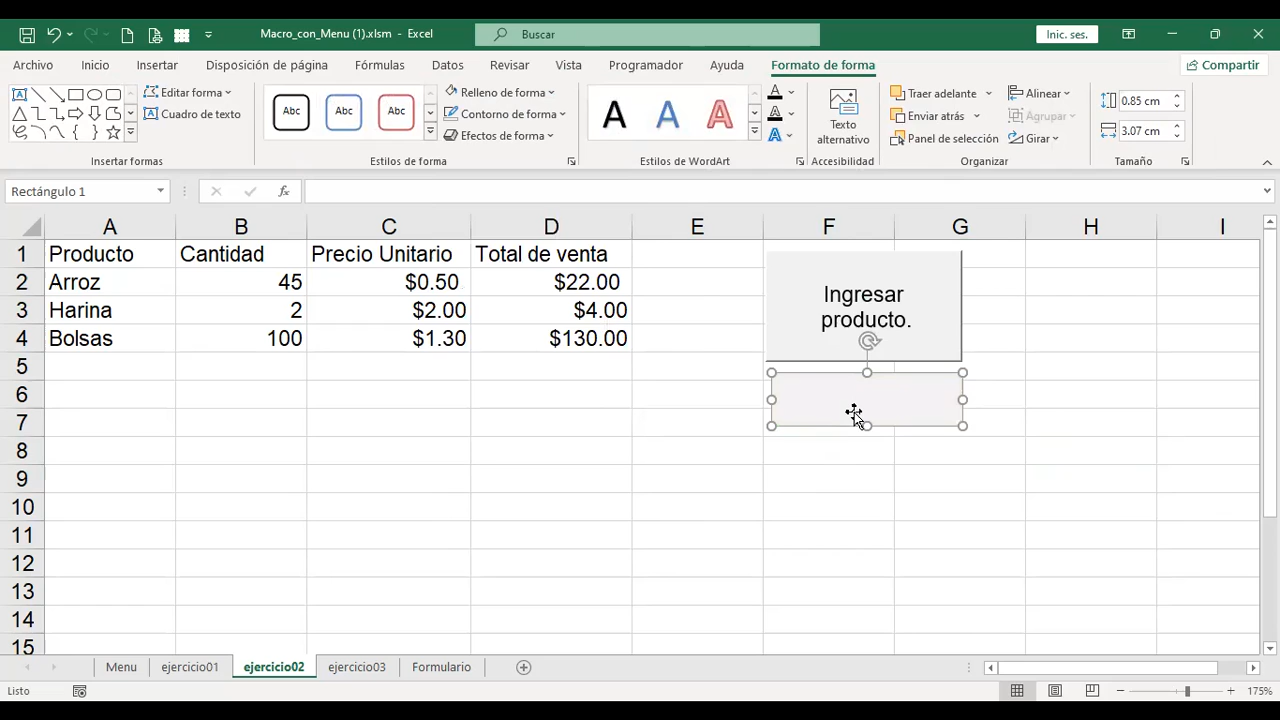 Macro_con_Menu (1).xlsm - Excel
Buscar
Inic. ses.
Archivo Inicio Insertar Disposición de página Fórmulas Datos Revisar Vista Programador Ayuda Formato de forma
Compartir
Editar forma
Cuadro de texto
Insertar formas
Abc Abc Abc
Relleno de forma
Contorno de forma
Efectos de forma
Estilos de forma
A A A
A
A
A
Estilos de WordArt
Texto
alternativo
Accesibilidad
Traer adelante
Enviar atrás
Panel de selección
Alinear
Agrupar
Girar
Organizar
0.85 cm
3.07 cm
Tamaño
Rectángulo 1
fx
A B C D E F G H I
1 Producto Cantidad Precio Unitario Total de venta
2 Arroz 45 $0.50 $22.00
3 Harina 2 $2.00 $4.00
4 Bolsas 100 $1.30 $130.00
5
6
7
8
9
10
11
12
13
14
15
Ingresar
producto.
Menu ejercicio01 ejercicio02 ejercicio03 Formulario
Listo
175%